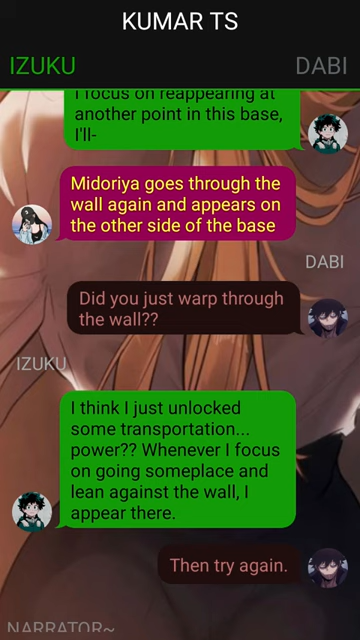 KUMAR TS
IZUKU
DABI
I focus on reappearing at
another point in this base,
I'll-
Midoriya goes through the
wall again and appears on
the other side of the base
DABI
Did you just warp through
the wall??
IZUKU
I think I just unlocked
some transportation...
power?? Whenever I focus
on going someplace and
lean against the wall, I
appear there.
Then try again.
NARRATOR~